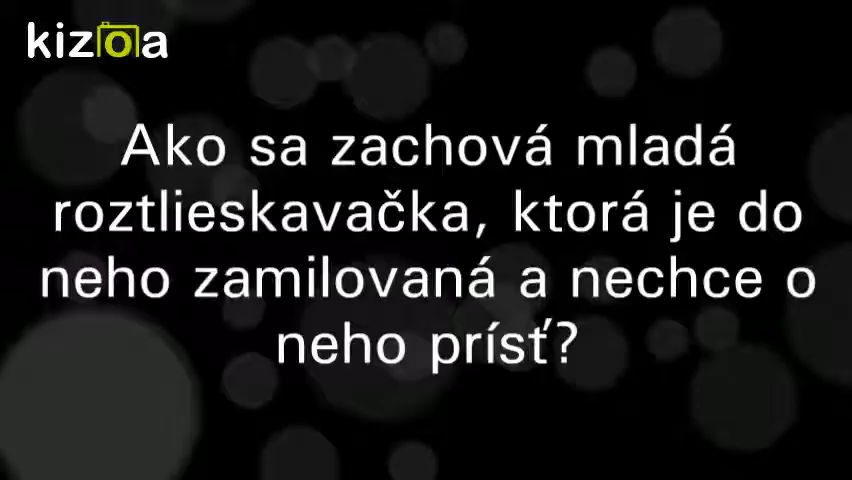 kizoa
Ako sa zachová mladá
roztlieskavačka, ktorá je do
neho zamilovaná a nechce o
neho prísť?